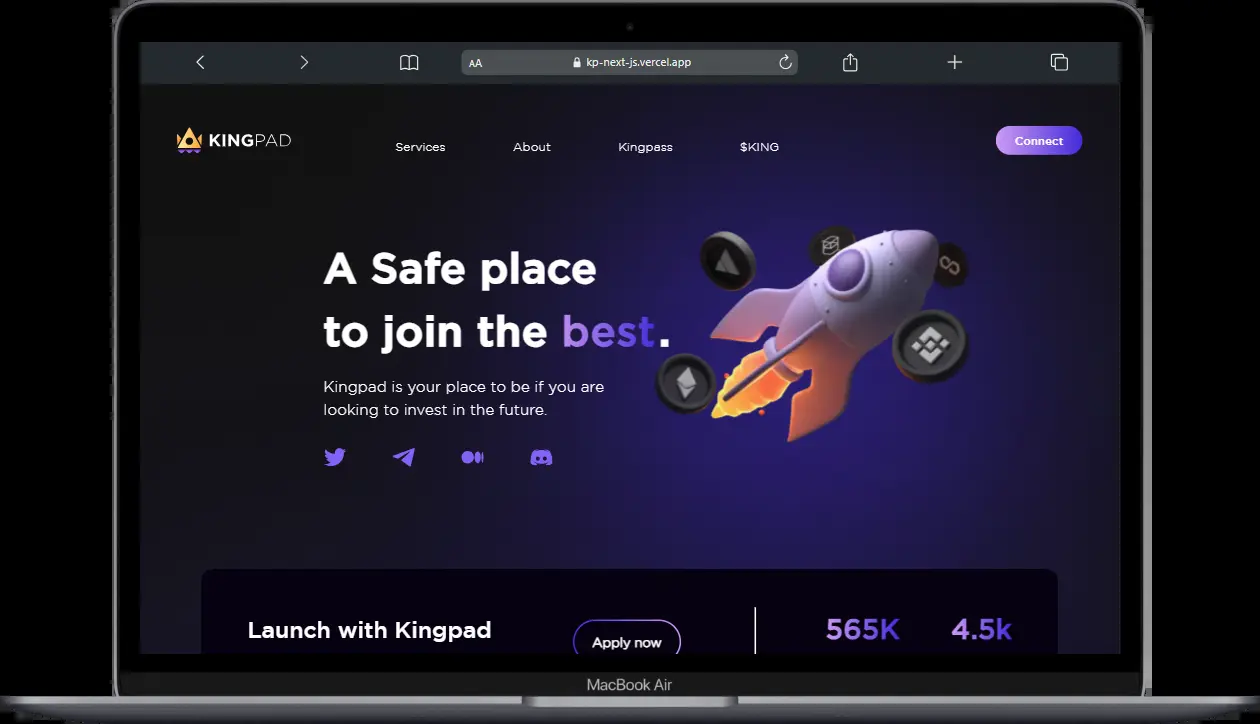 AA kp-next-js.vercel.app
KINGPAD Services About Kingpass $KING Connect
A Safe place
to join the best.
Kingpad is your place to be if you are
looking to invest in the future.
Launch with Kingpad Apply now 565K 4.5k
MacBook Air